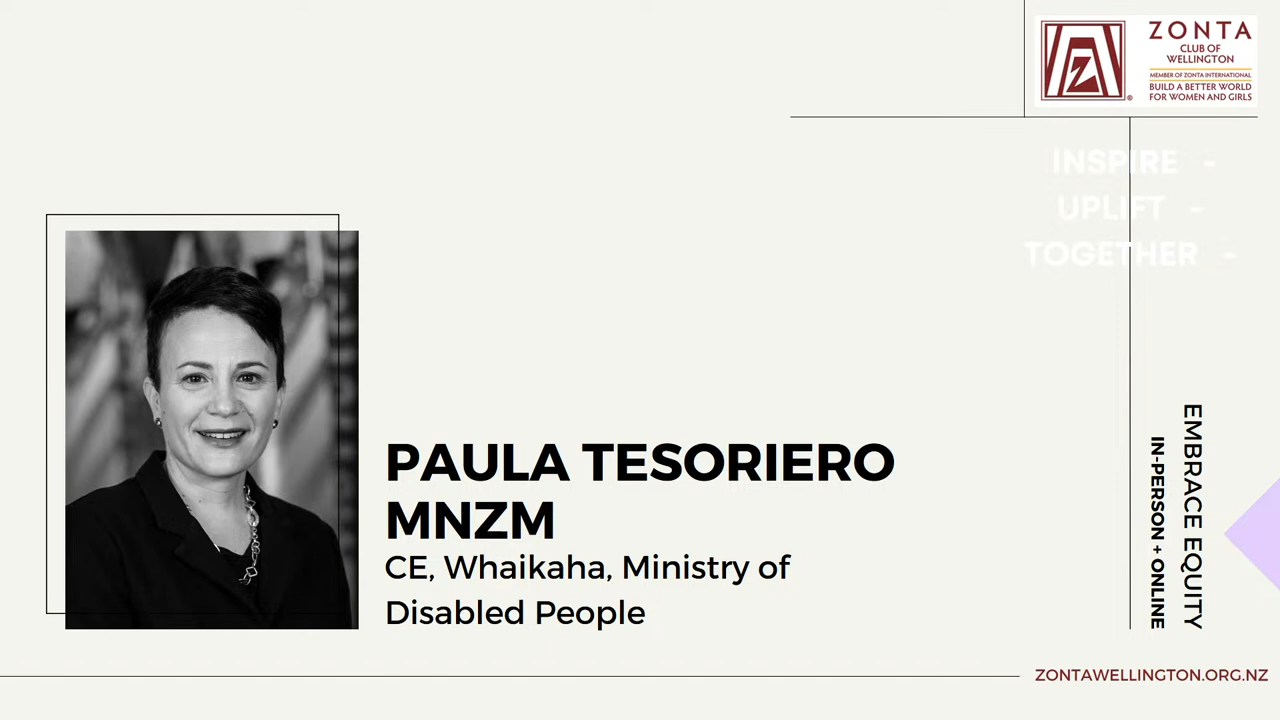 ZONTA
CLUB OF
WELLINGTON
MEMBER OF ZONTA INTERNATIONAL
BUILD A BETTER WORLD
FOR WOMEN AND GIRLS
INSPIRE -
UPLIFT -
TOGETHER -
PAULA TESORIERO
MNZM
CE, Whaikaha, Ministry of
Disabled People
EMBRACE EQUITY
IN-PERSON + ONLINE
ZONTAWELLINGTON.ORG.NZ